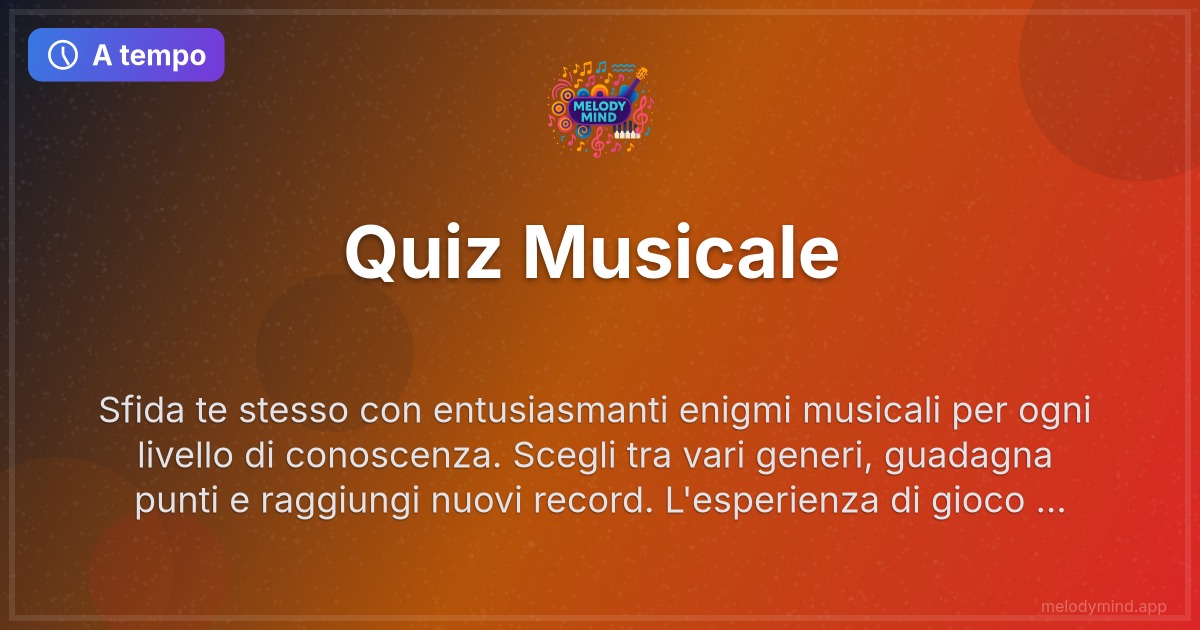 A tempo
MELODY
MIND
Quiz Musicale
Sfida te stesso con entusiasmanti enigmi musicali per ogni
livello di conoscenza. Scegli tra vari generi, guadagna
punti e raggiungi nuovi record. L'esperienza di gioco ...
melodymind.app